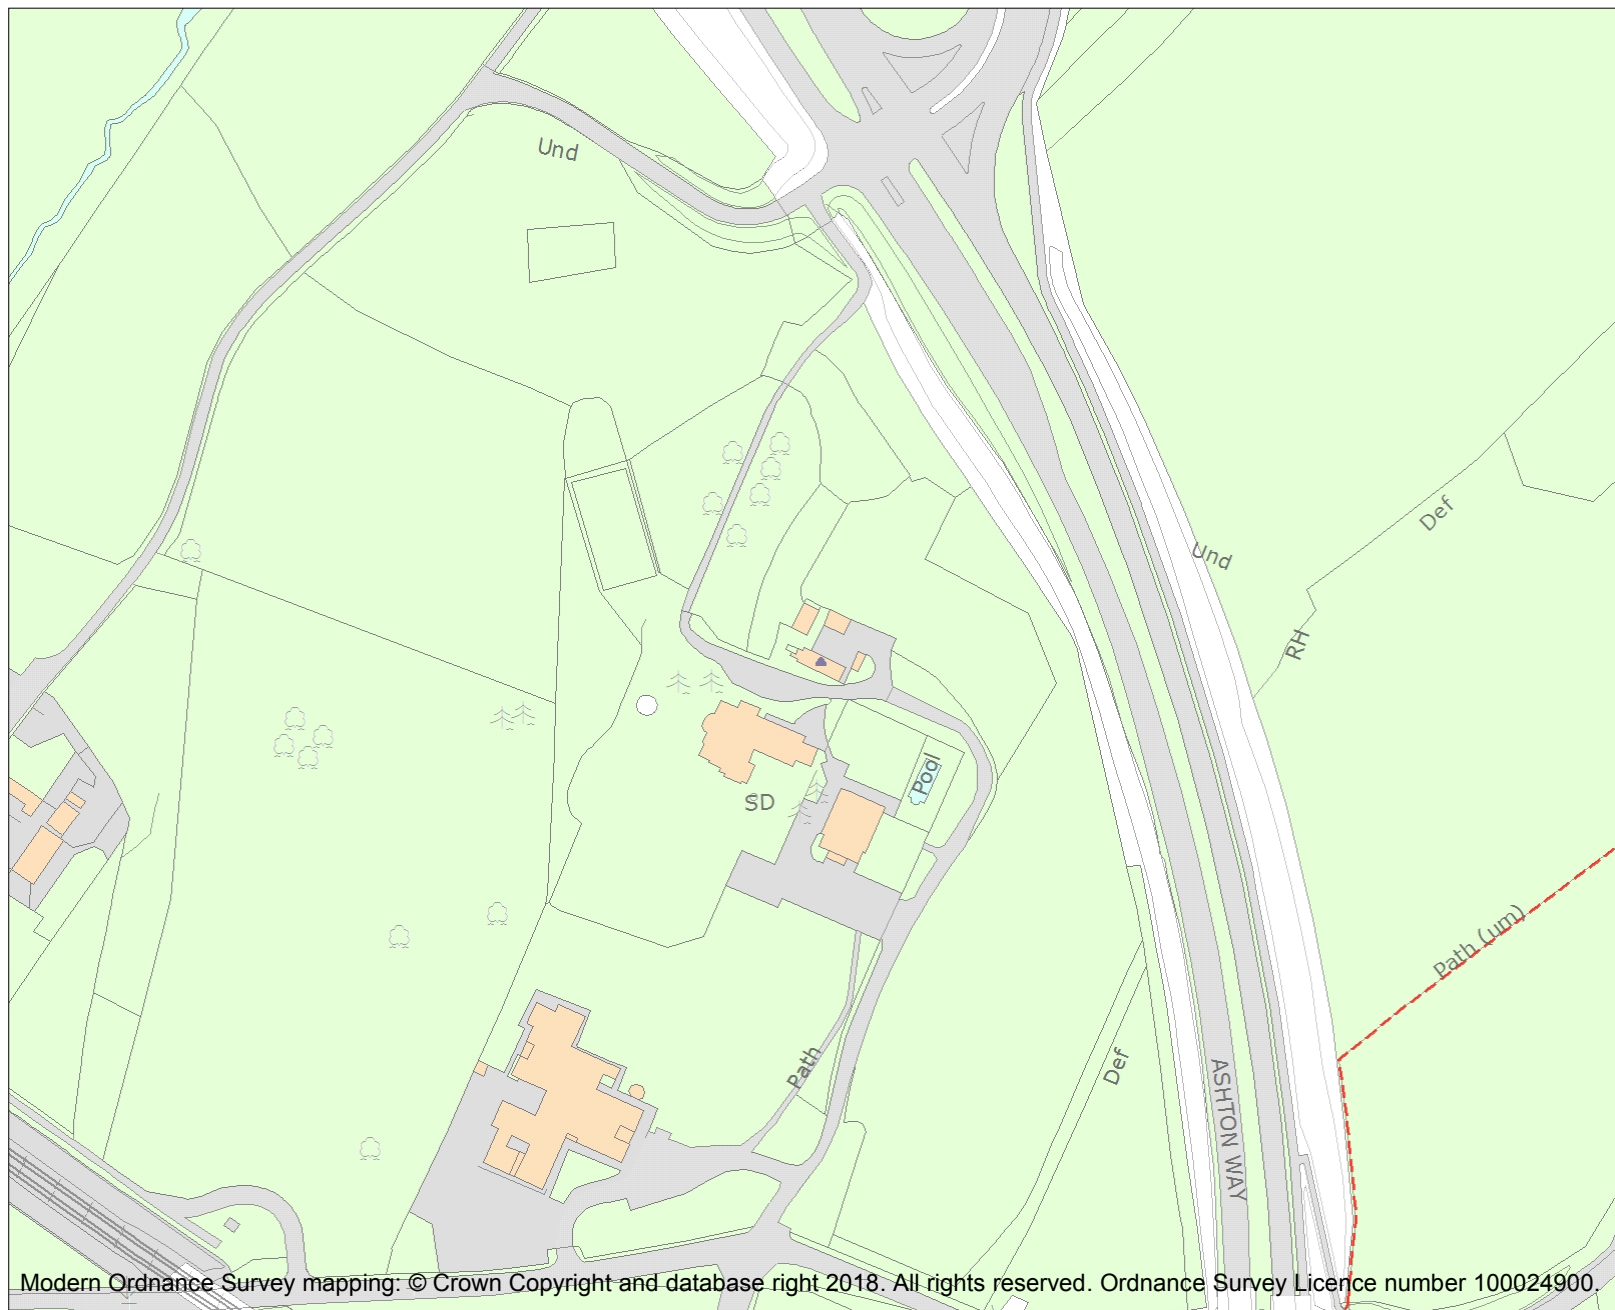 Und
Def
Und
RH
Pool
SD
Path (um)
Path
Def
ASHTON WAY
Modern Ordnance Survey mapping: © Crown Copyright and database right 2018. All rights reserved. Ordnance Survey Licence number 100024900.